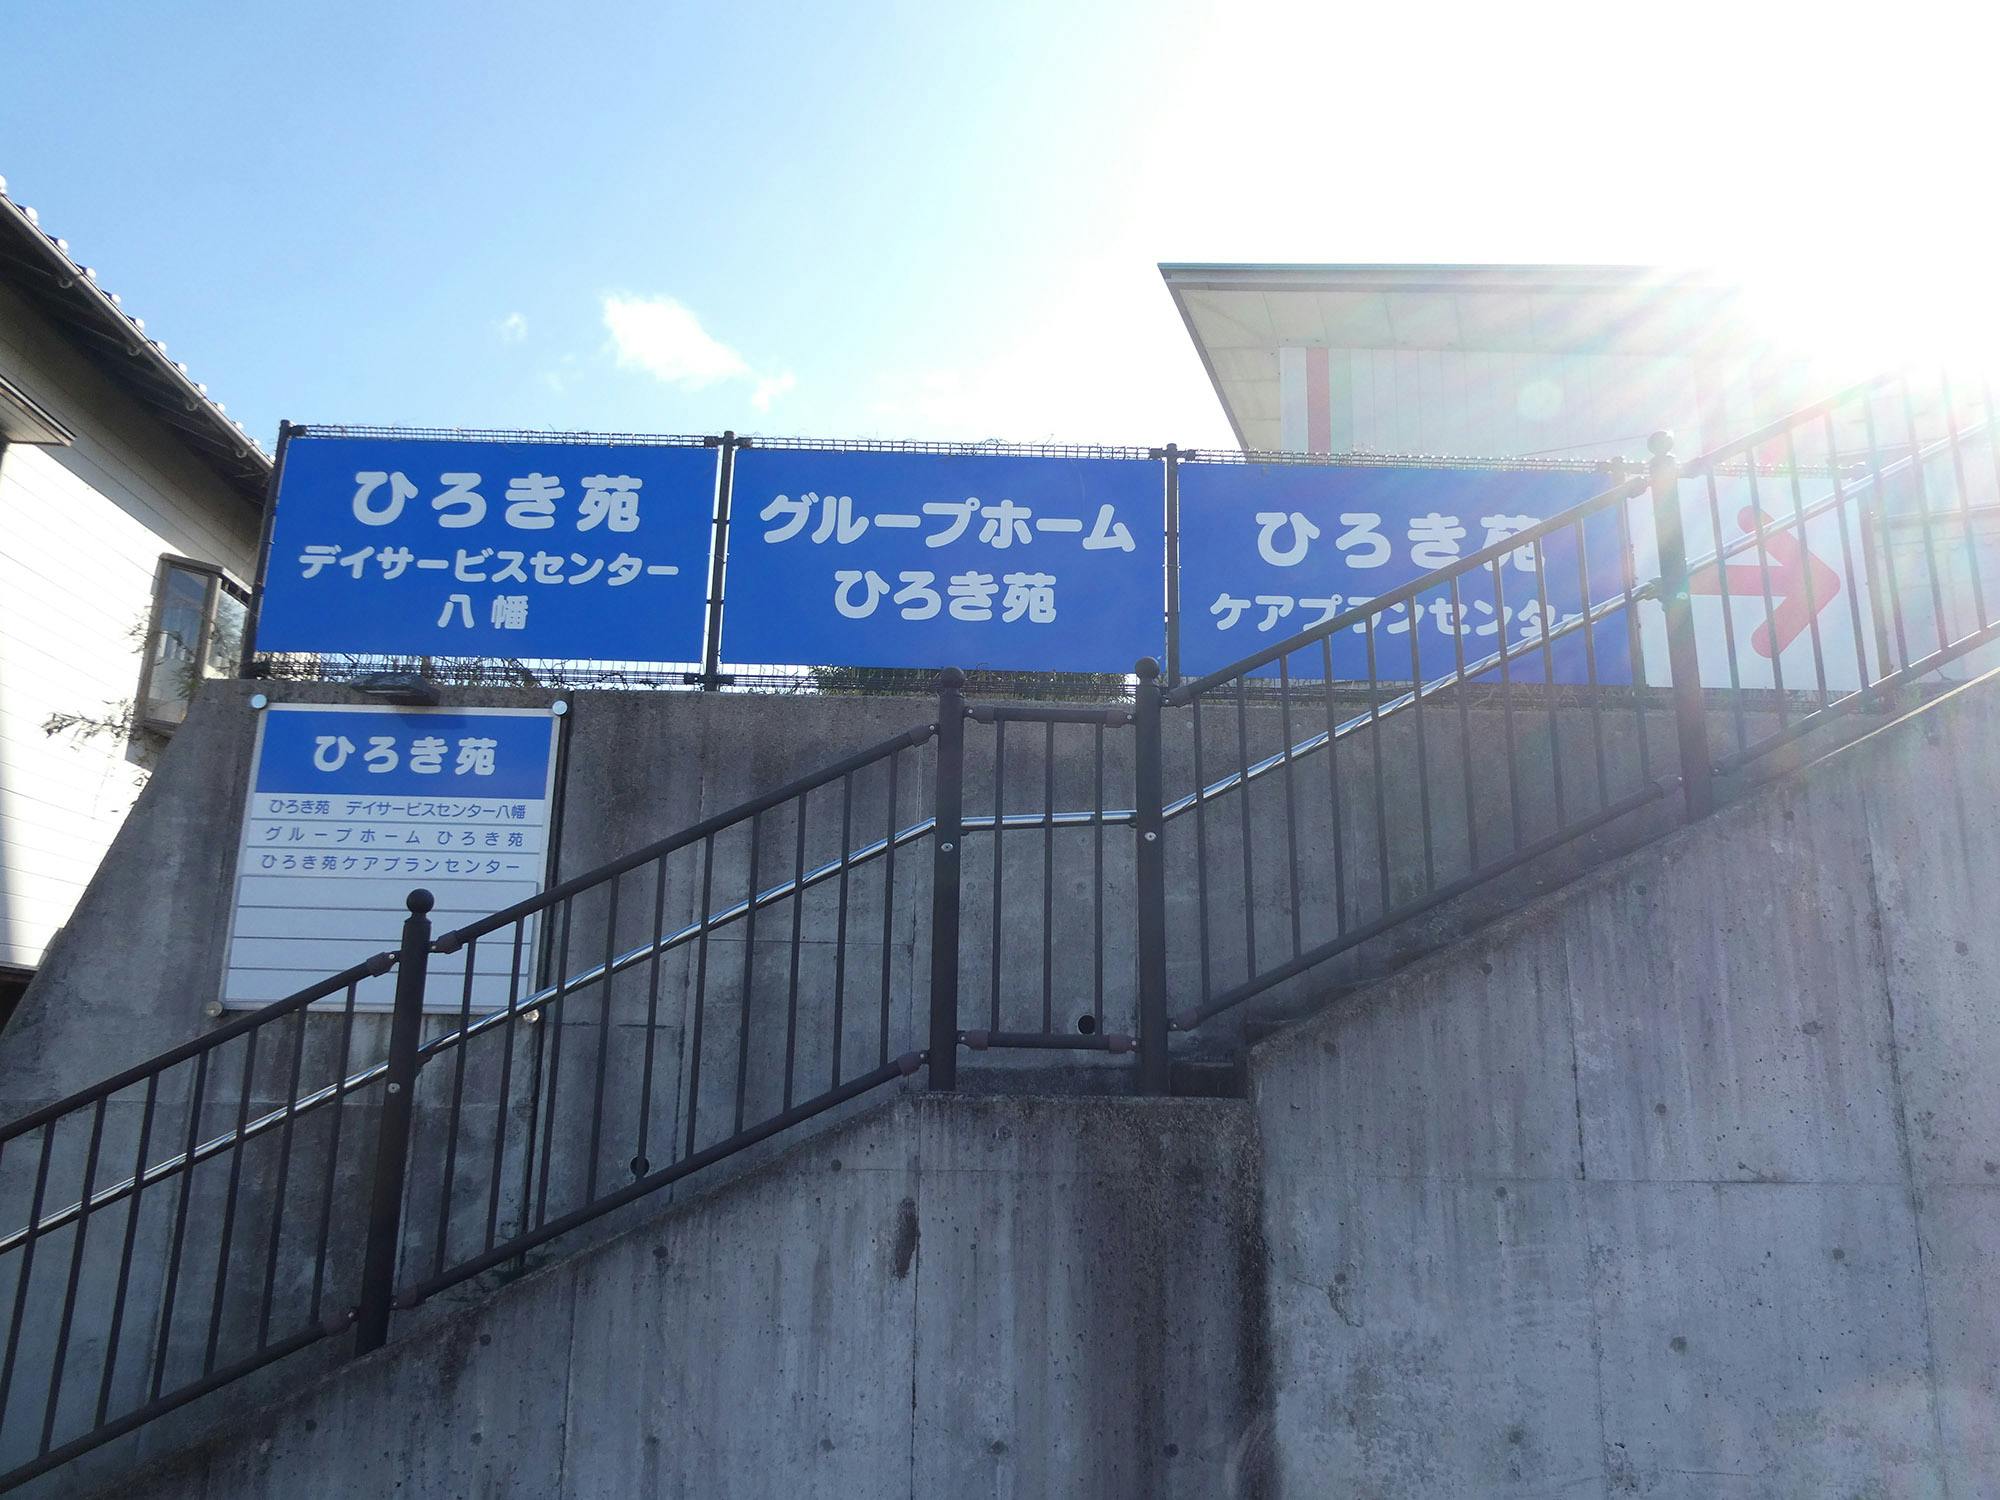 ひろき苑
デイサービスセンター
八幡
グループホーム
ひろき苑
ひろき苑
ケアプランセンター
ひろき苑
ひろき苑 デイサービスセンター八幡
グループホーム ひろき苑
ひろき苑ケアプランセンター